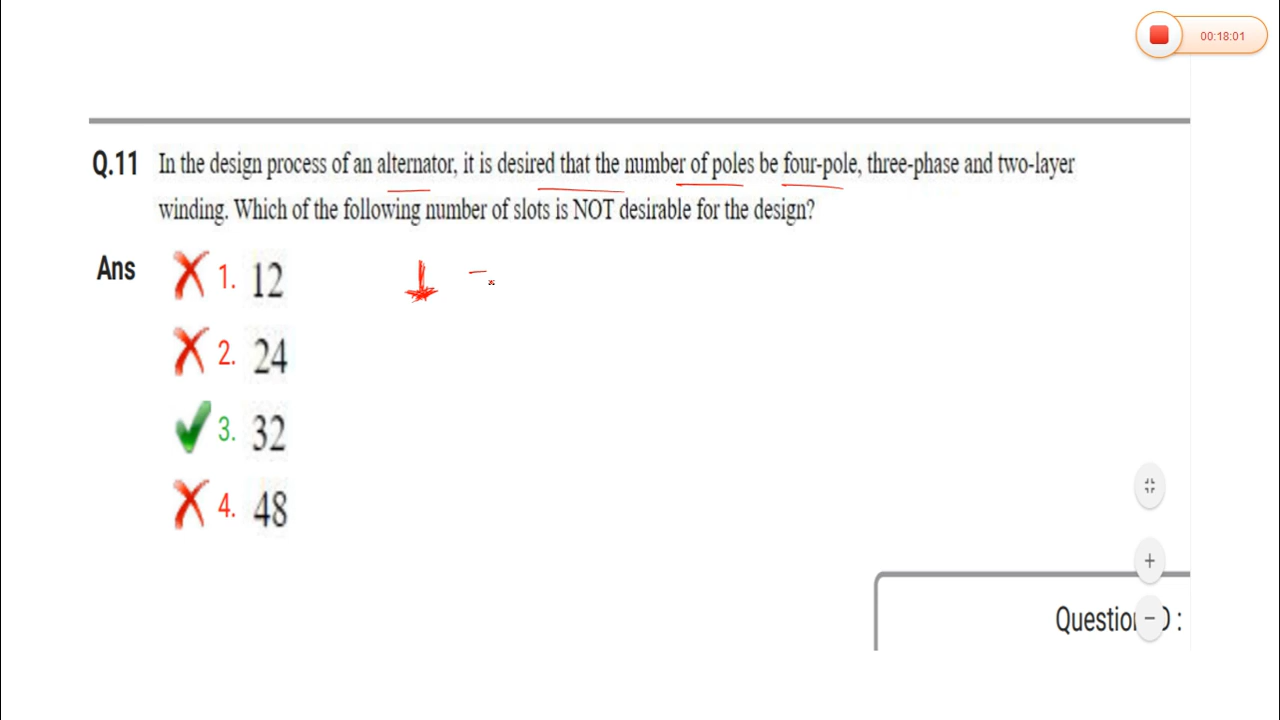 00:18:01
Q.11 In the design process of an alternator, it is desired that the number of poles be four-pole, three-phase and two-layer
winding. Which of the following number of slots is NOT desirable for the design?
Ans 1. 12
2. 24
3. 32
4. 48
+
Question D :